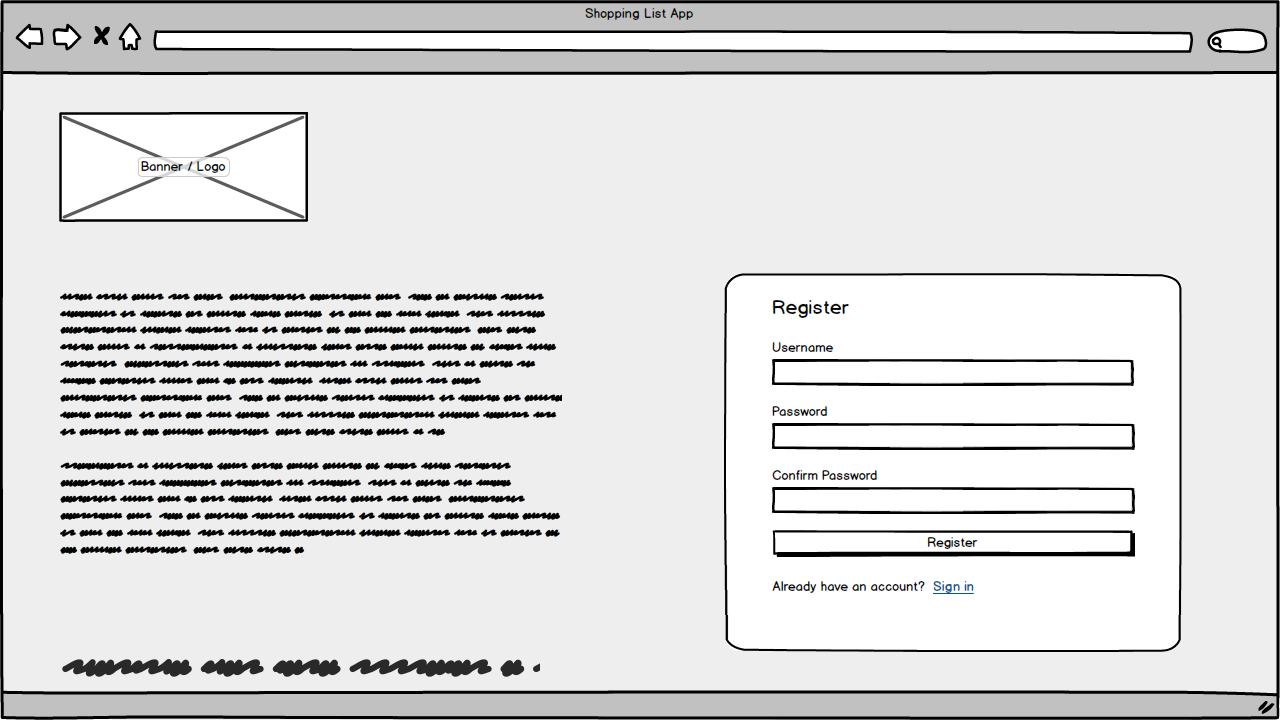 Shopping List App
Banner / Logo
Register
Username
Password
Confirm Password
Register
Already have an account? Sign in